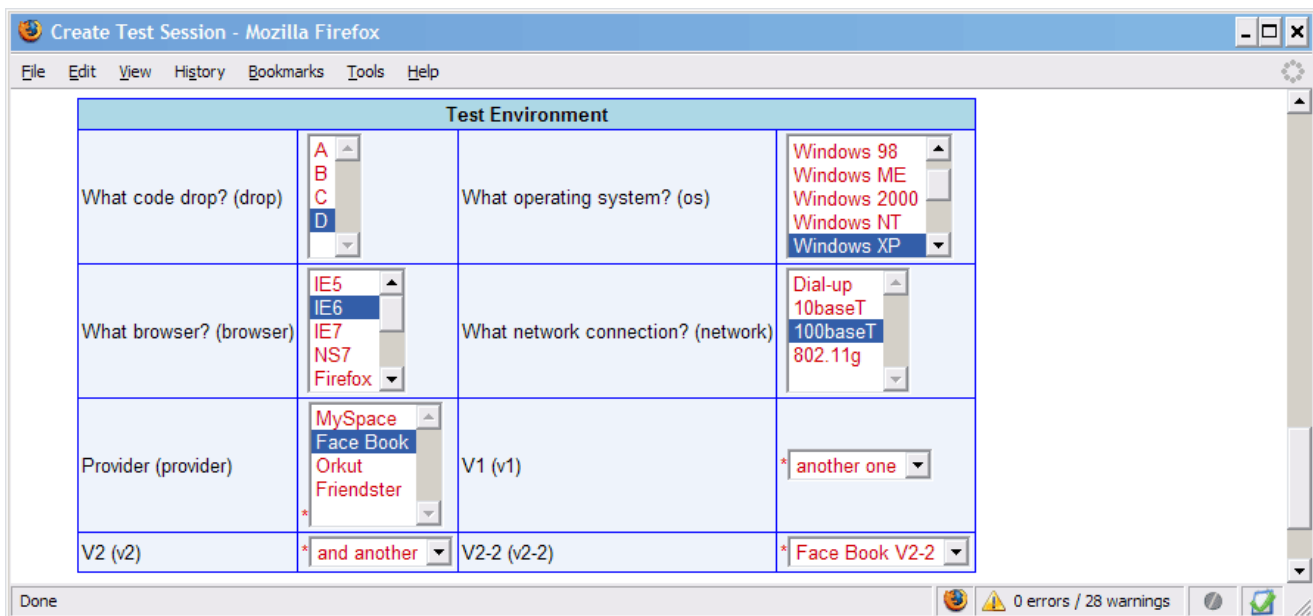 Create Test Session - Mozilla Firefox
File Edit View History Bookmarks Tools Help
Test Environment
What code drop? (drop)
A
B
C
D
What operating system? (os)
Windows 98
Windows ME
Windows 2000
Windows NT
Windows XP
What browser? (browser)
IE5
IE6
IE7
NS7
Firefox
What network connection? (network)
Dial-up
10baseT
100baseT
802.11g
Provider (provider)
*
MySpace
Face Book
Orkut
Friendster
V1 (v1)
* another one
V2 (v2)
* and another
V2-2 (v2-2)
* Face Book V2-2
Done
0 errors / 28 warnings